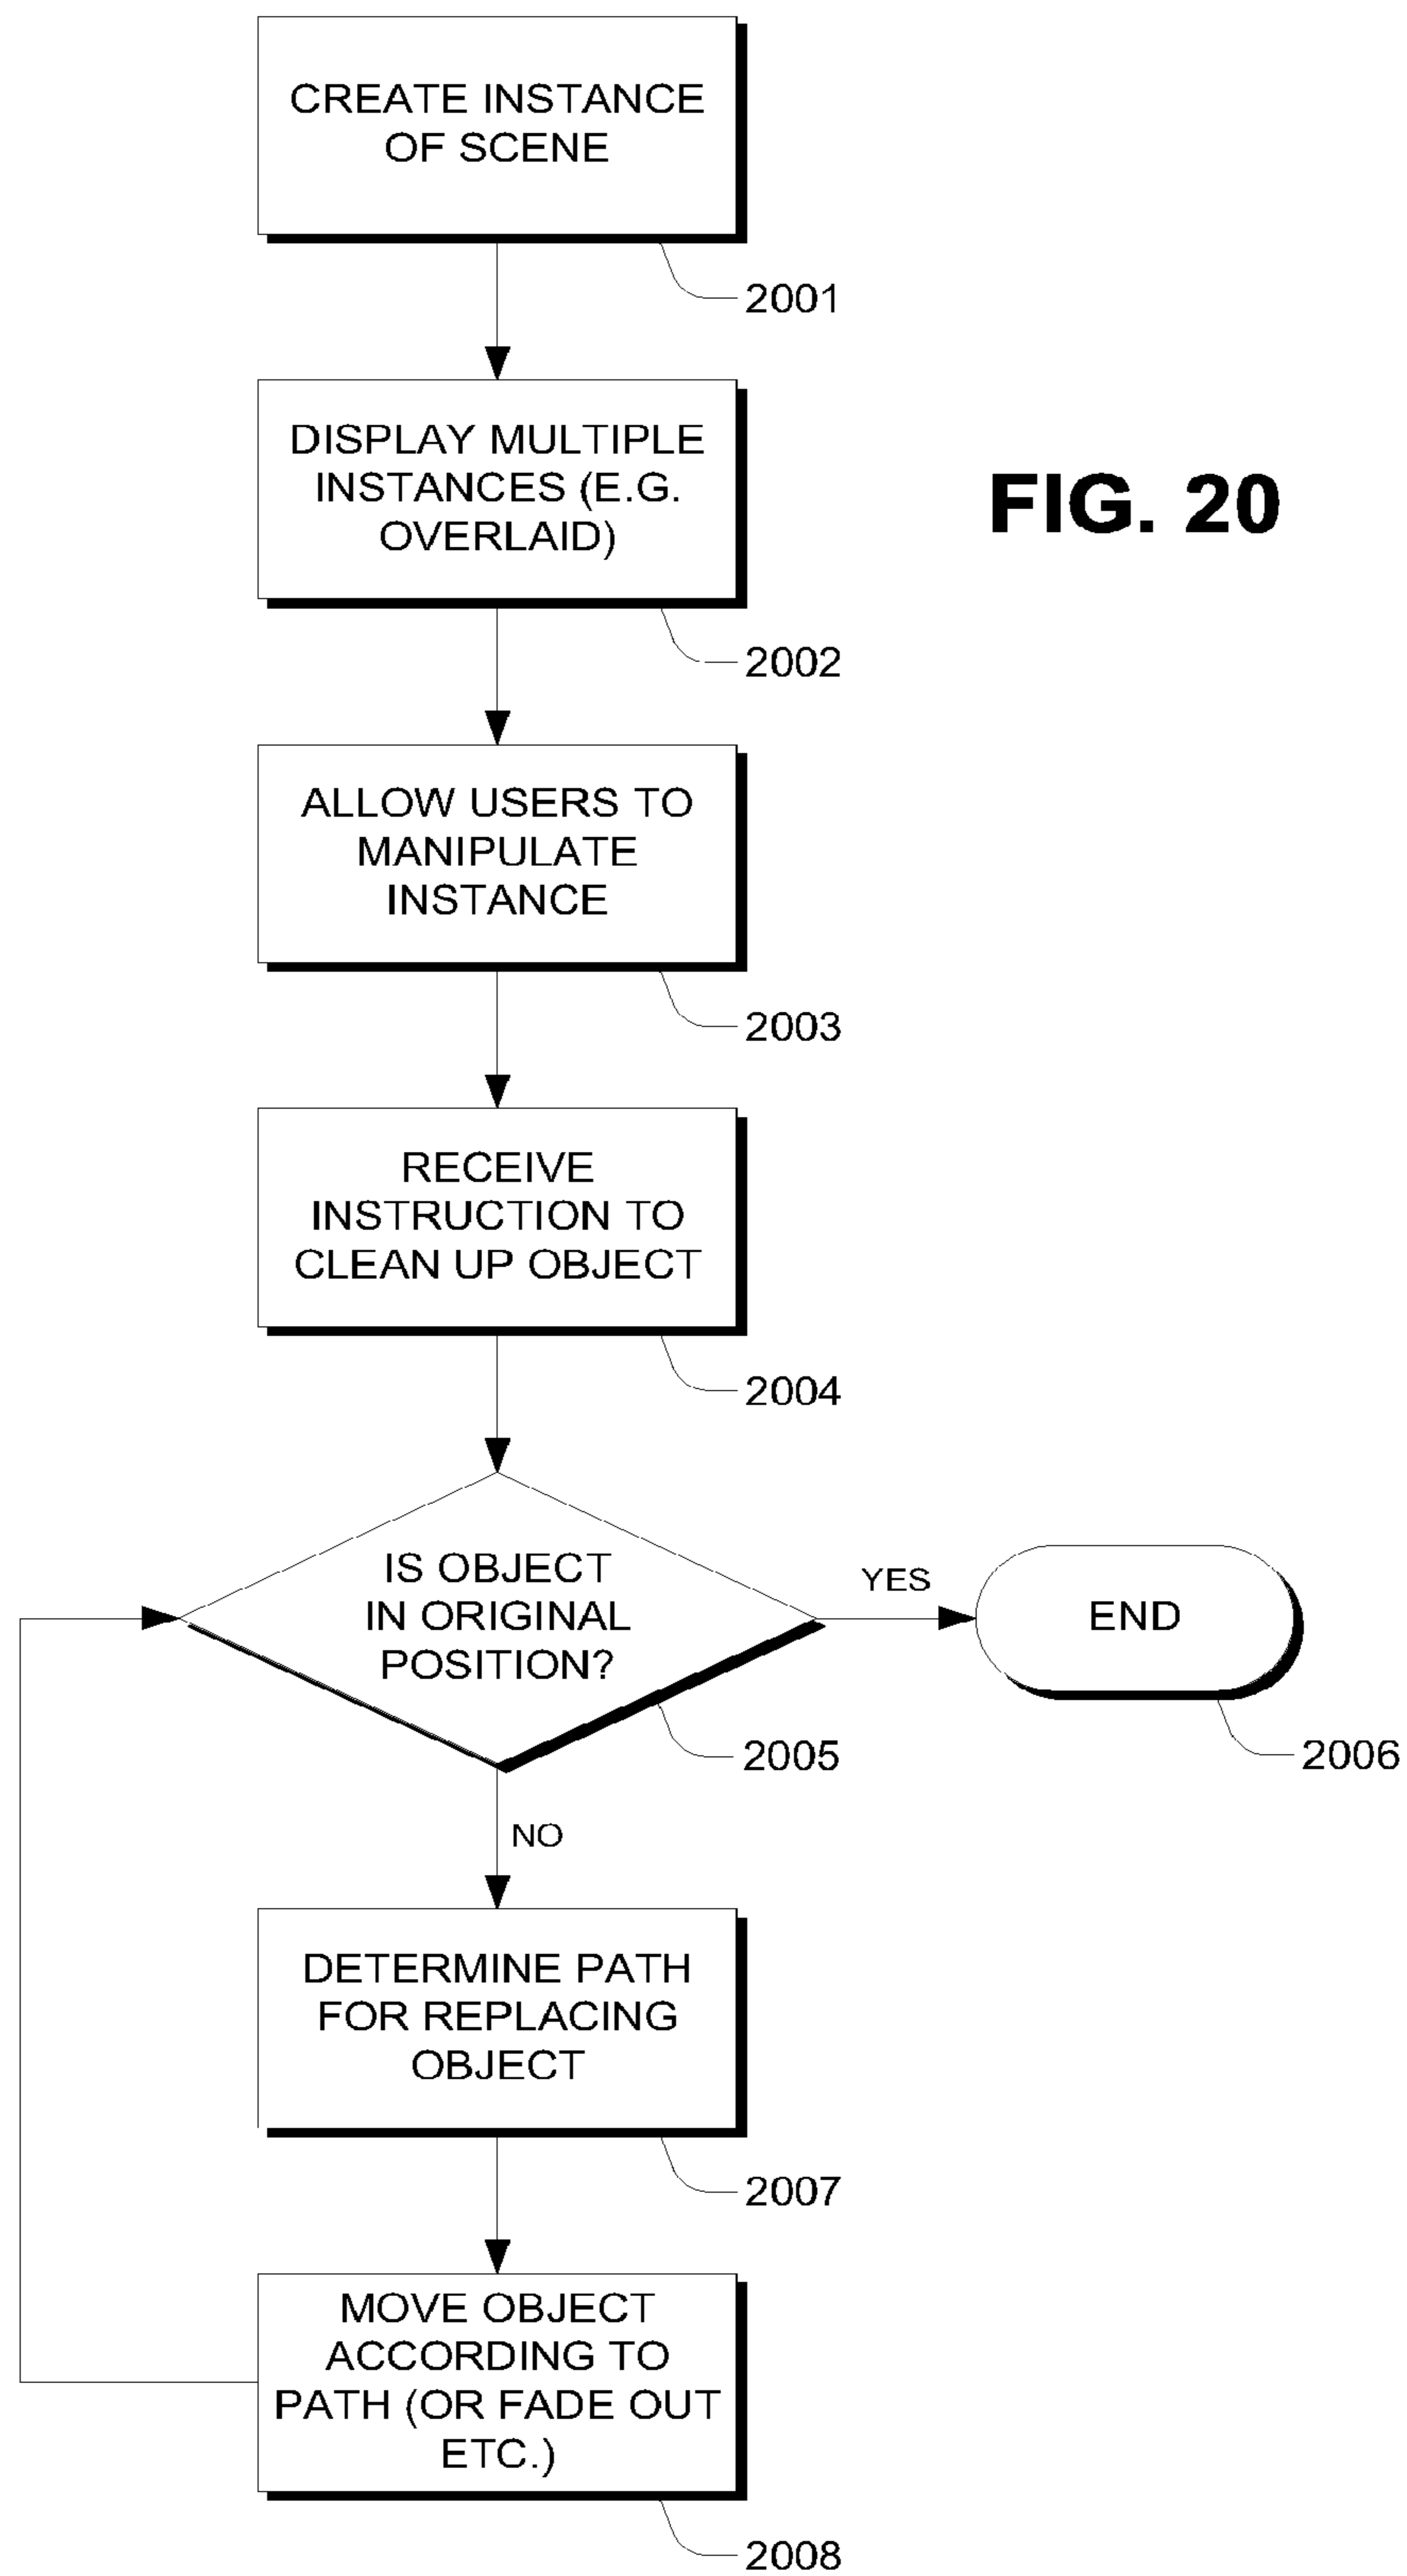 CREATE INSTANCE
OF SCENE
2001
DISPLAY MULTIPLE
INSTANCES (E.G.
OVERLAID)
FIG. 20
2002
ALLOW USERS TO
MANIPULATE
INSTANCE
2003
RECEIVE
INSTRUCTION TO
CLEAN UP OBJECT
2004
IS OBJECT
IN ORIGINAL
POSITION?
YES
END
2005
2006
NO
DETERMINE PATH
FOR REPLACING
OBJECT
2007
MOVE OBJECT
ACCORDING TO
PATH (OR FADE OUT
ETC.)
2008